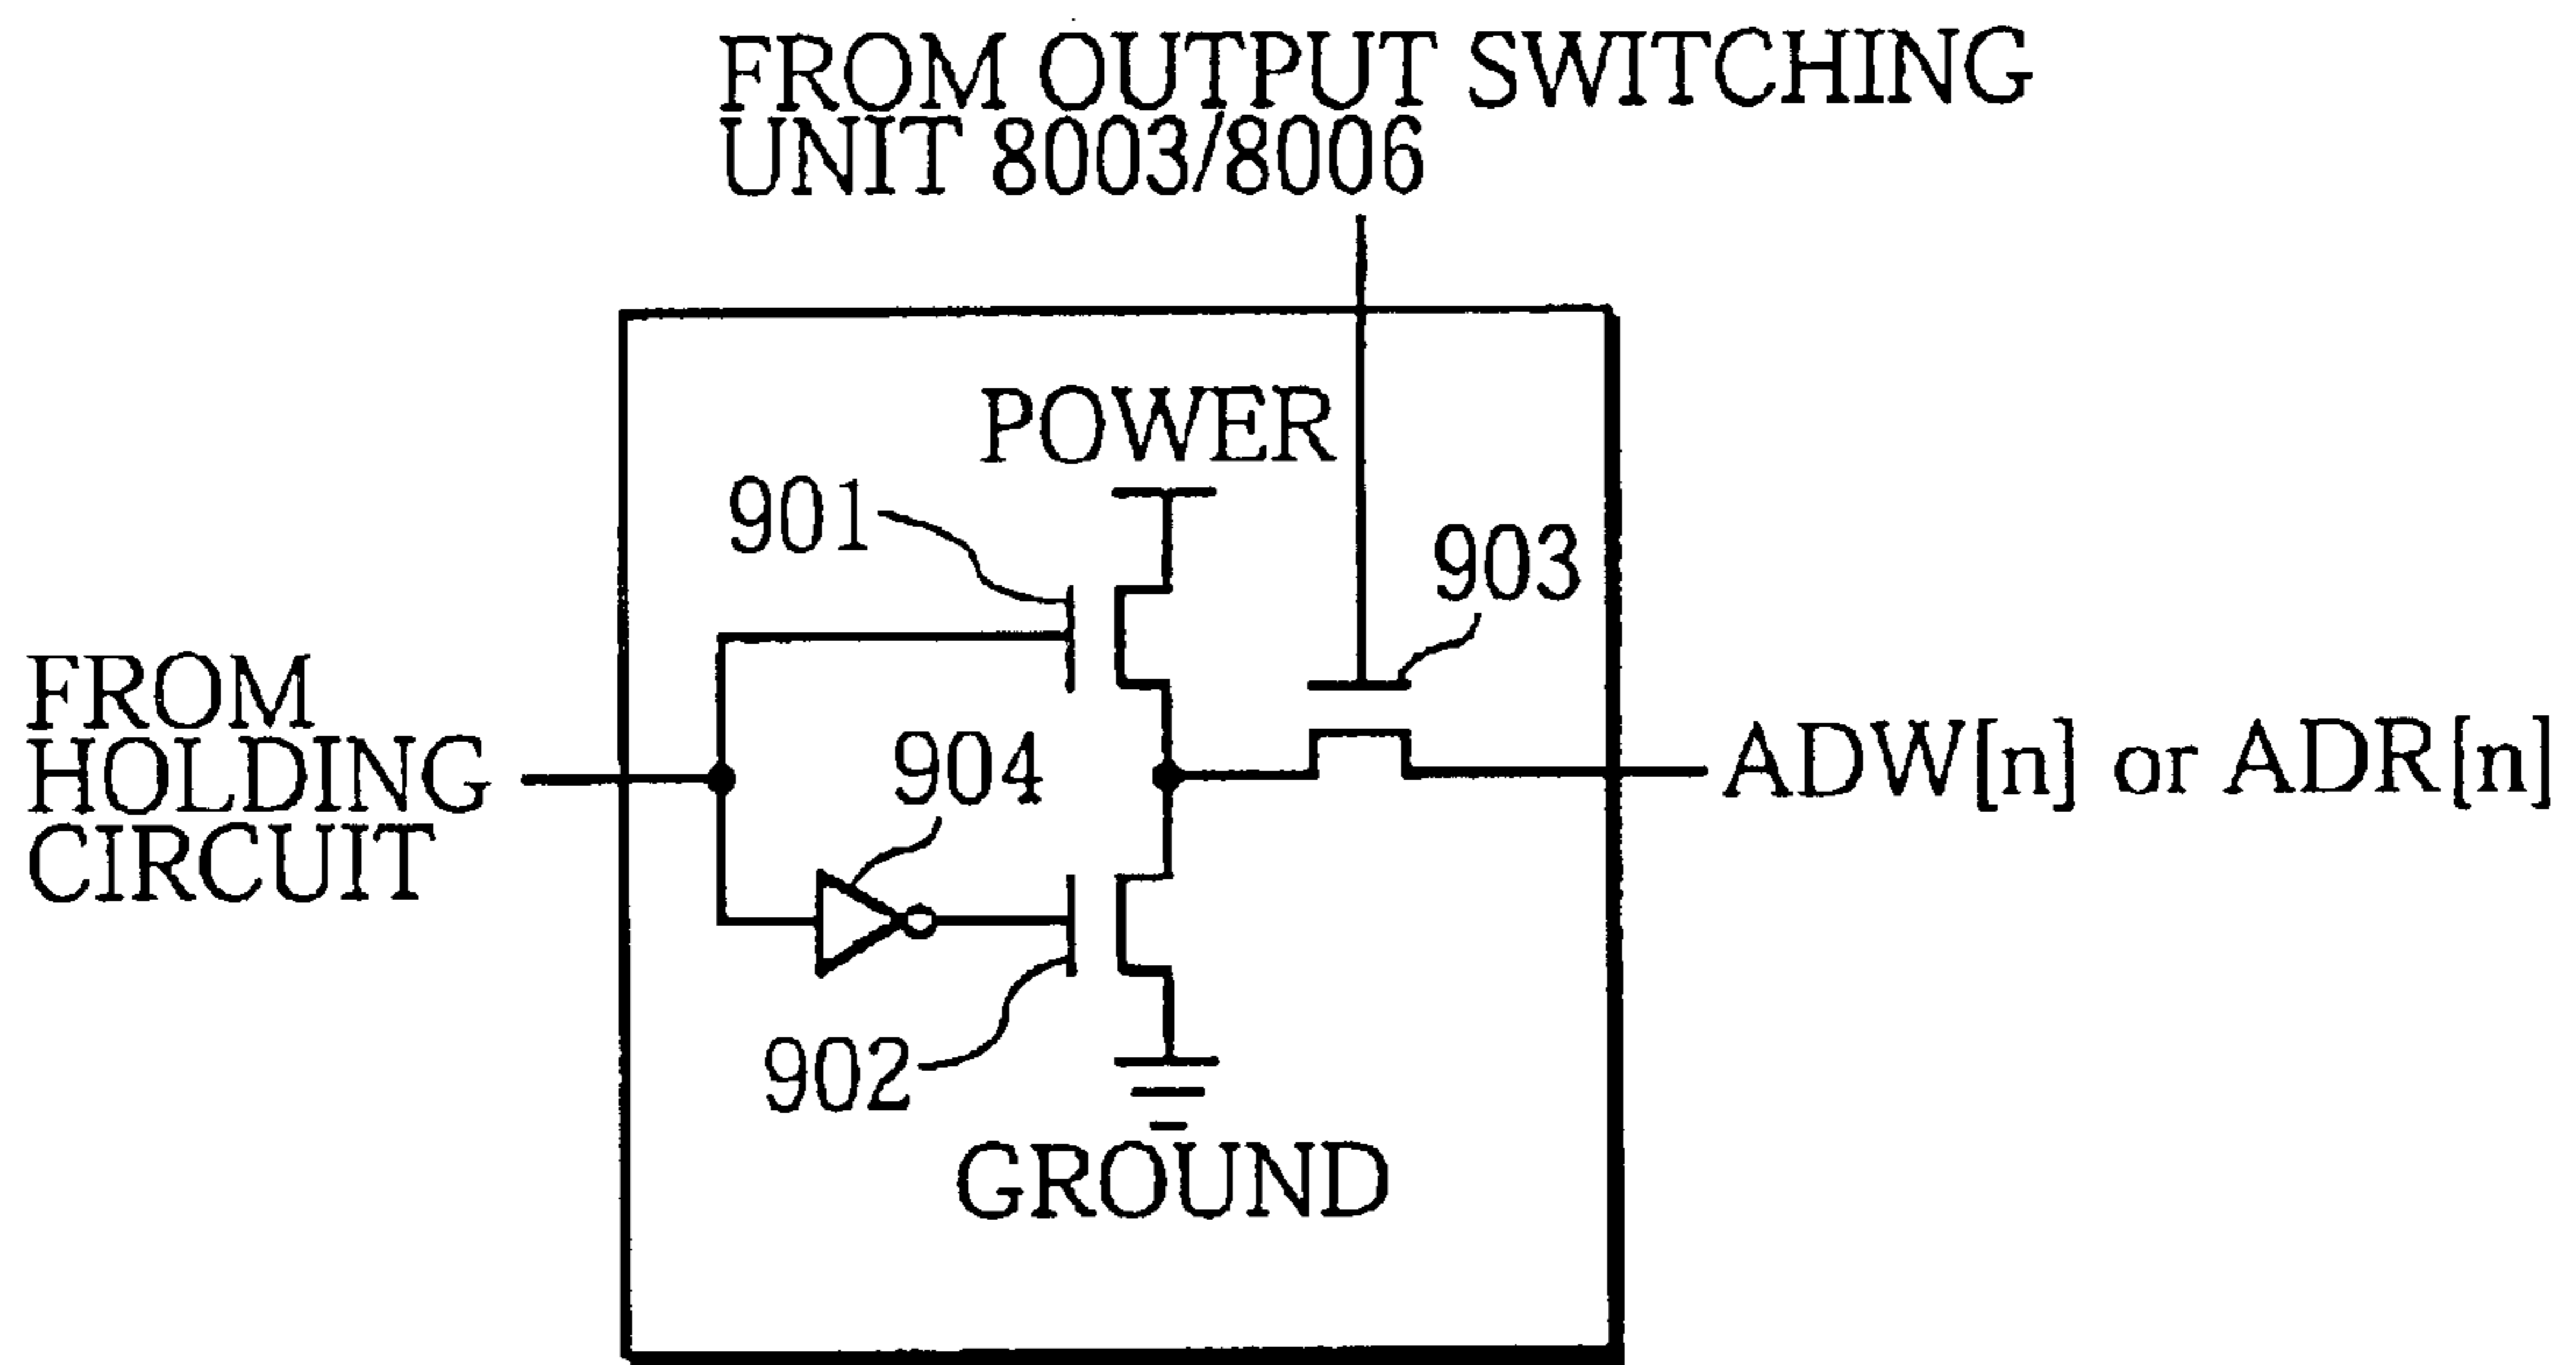 FROM OUTPUT SWITCHING
UNIT 8003/8006
POWER
901
903
FROM
HOLDING
CIRCUIT
904
ADW[n] or ADR[n]
902
GROUND